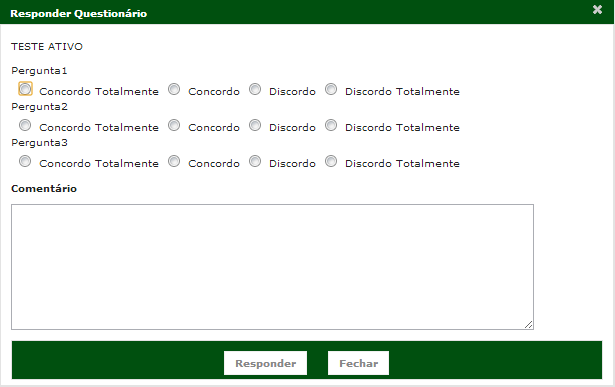 Responder Questionário
TESTE ATIVO
Pergunta1
Concordo Totalmente Concordo Discordo Discordo Totalmente
Pergunta2
Concordo Totalmente Concordo Discordo Discordo Totalmente
Pergunta3
Concordo Totalmente Concordo Discordo Discordo Totalmente
Comentário
Responder Fechar